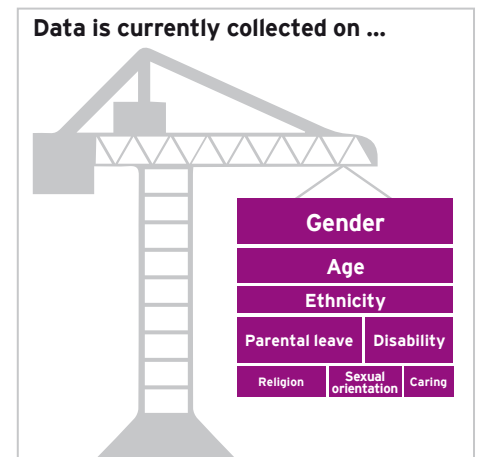 Data is currently collected on ...
Gender
Age
Ethnicity
Parental leave Disability
Religion Sexual orientation Caring